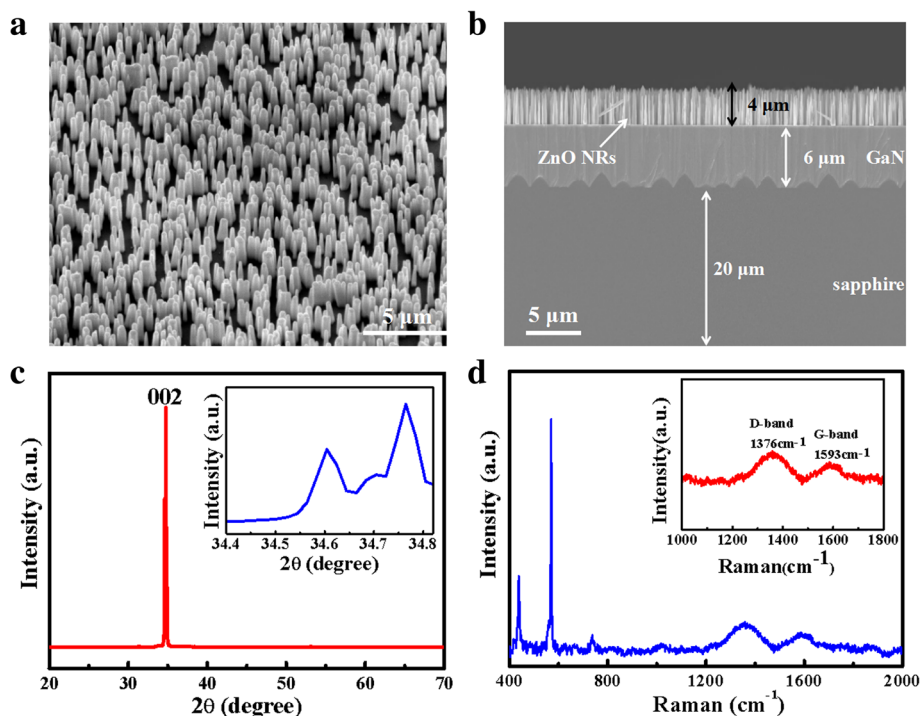 a
5 μm
b
4 μm
ZnO NRs
6 μm
GaN
20 μm
sapphire
5 μm
c
002
Intensity (a.u.)
20 30 40 50 60 70
2θ (degree)
Intensity (a.u.)
34.4 34.5 34.6 34.7 34.8
2θ (degree)
d
Intensity (a.u.)
400 800 1200 1600 2000
Raman (cm-1)
Intensity(a.u.)
D-band
1376cm-1
G-band
1593cm-1
1000 1200 1400 1600 1800
Raman(cm-1)